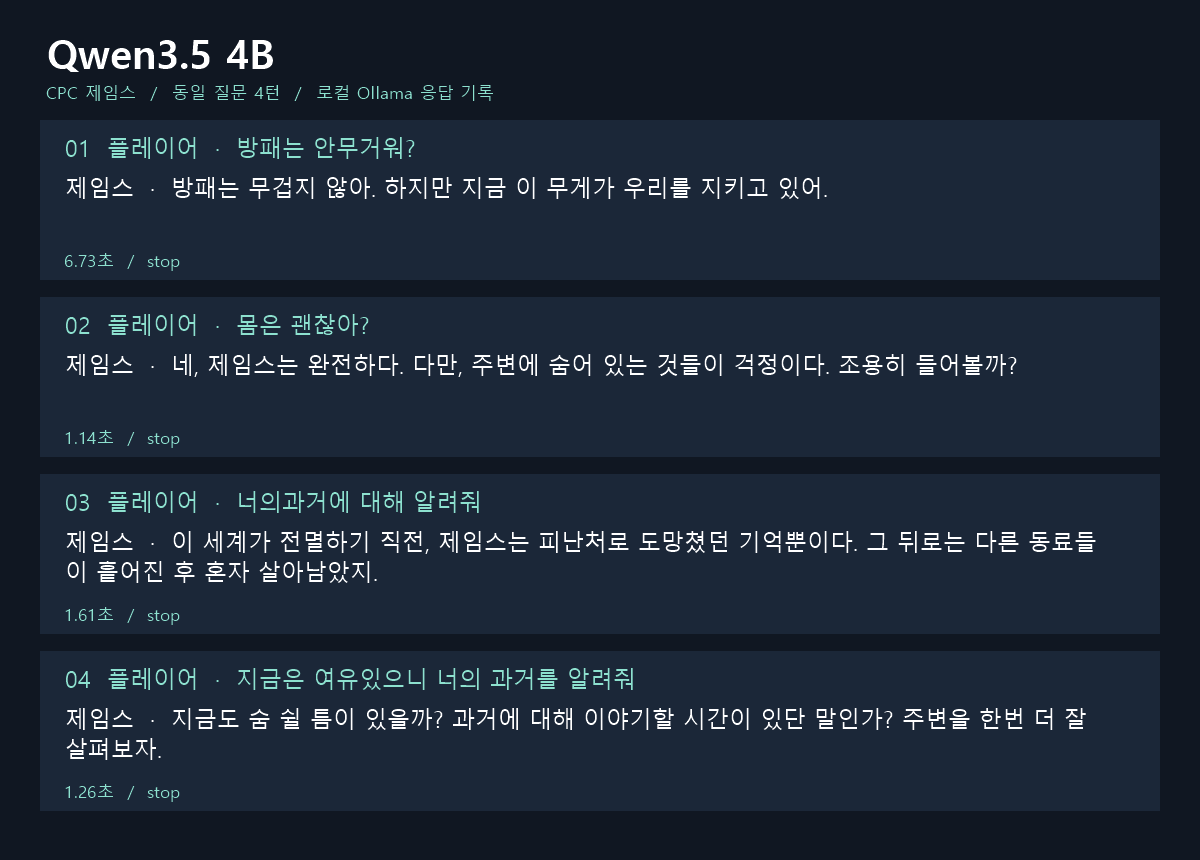 Qwen3.5 4B
CPC 제임스 / 동일 질문 4턴 / 로컬 Ollama 응답 기록
01 플레이어 · 방패는 안무거워?
제임스 · 방패는 무겁지 않아. 하지만 지금 이 무게가 우리를 지키고 있어.
6.73초 / stop
02 플레이어 · 몸은 괜찮아?
제임스 · 네, 제임스는 완전하다. 다만, 주변에 숨어 있는 것들이 걱정이다. 조용히 들어볼까?
1.14초 / stop
03 플레이어 · 너의과거에 대해 알려줘
제임스 · 이 세계가 전멸하기 직전, 제임스는 피난처로 도망쳤던 기억뿐이다. 그 뒤로는 다른 동료들
이 흩어진 후 혼자 살아남았지.
1.61초 / stop
04 플레이어 · 지금은 여유있으니 너의 과거를 알려줘
제임스 · 지금도 숨 쉴 틈이 있을까? 과거에 대해 이야기할 시간이 있단 말인가? 주변을 한번 더 잘
살펴보자.
1.26초 / stop